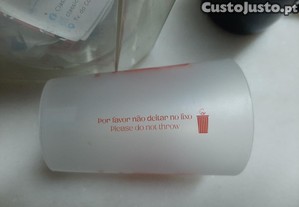 CustoJusto.pt
Por favor não deitar no lixo
Please do not throw